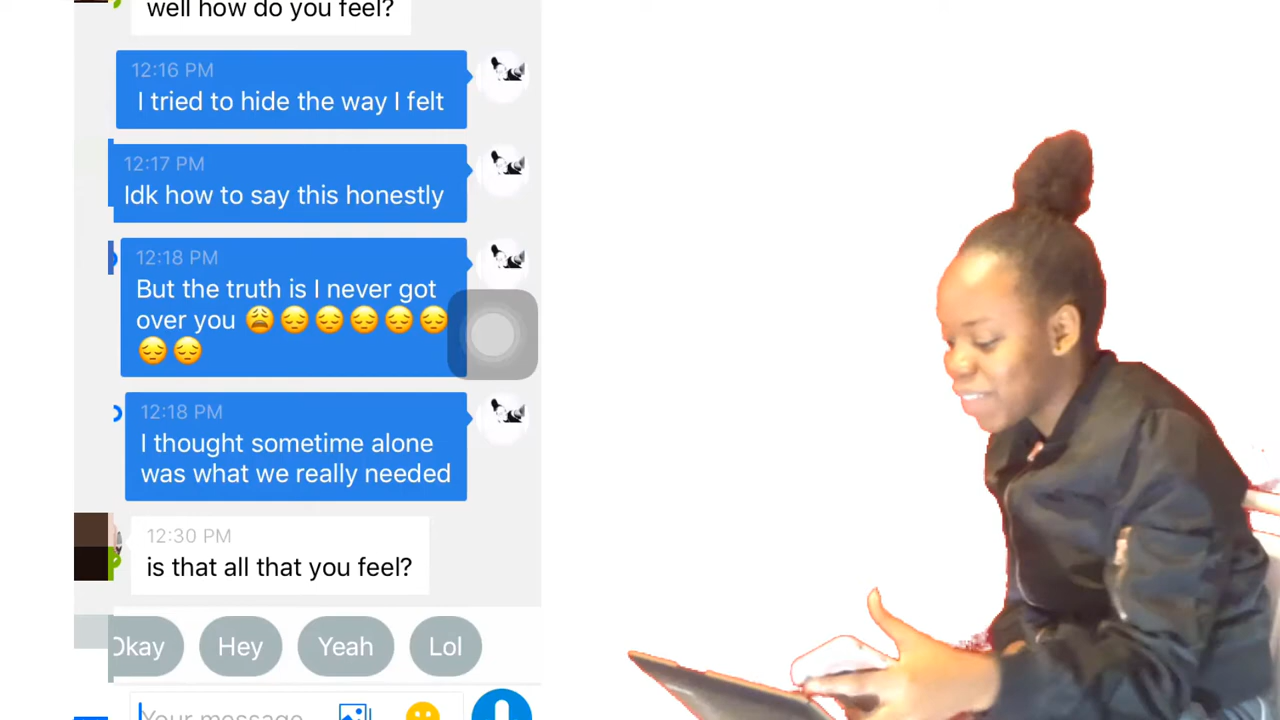 well how do you feel?
12:16 PM
I tried to hide the way I felt
12:17 PM
Idk how to say this honestly
12:18 PM
But the truth is I never got
over you 😩😔😔😔😔😔
😔😔
12:18 PM
I thought sometime alone
was what we really needed
12:30 PM
is that all that you feel?
Okay Hey Yeah Lol
Your message